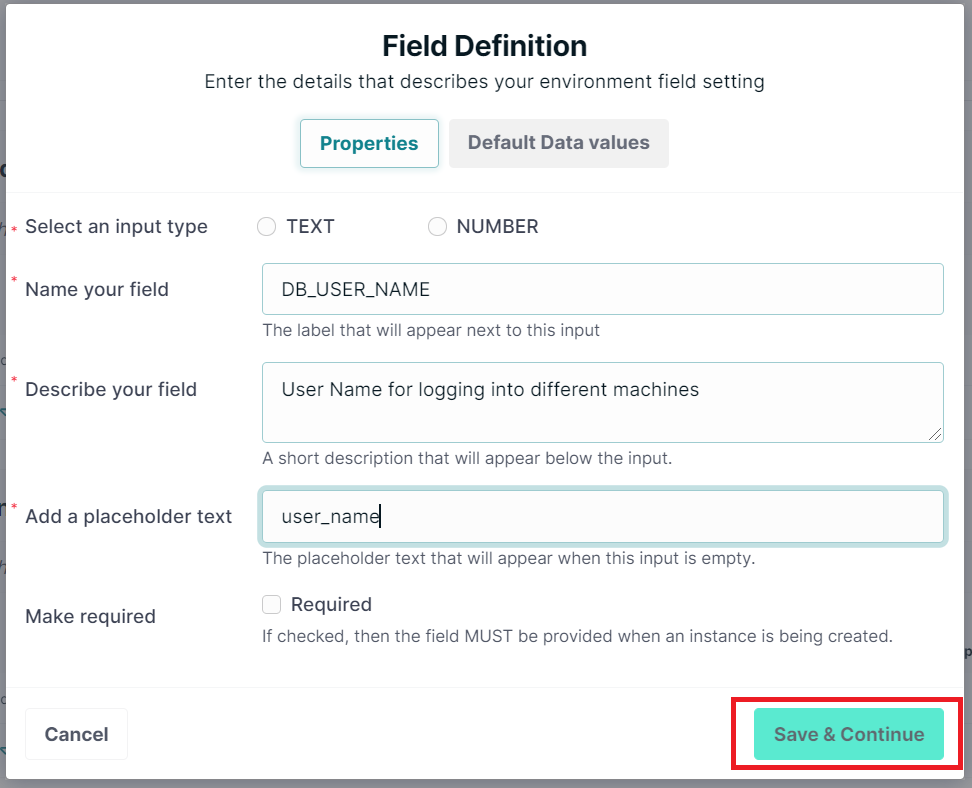 Field Definition
Enter the details that describes your environment field setting
Properties
Default Data values
* Select an input type
TEXT
NUMBER
* Name your field
DB_USER_NAME
The label that will appear next to this input
* Describe your field
User Name for logging into different machines
A short description that will appear below the input.
* Add a placeholder text
user_name
The placeholder text that will appear when this input is empty.
Make required
Required
If checked, then the field MUST be provided when an instance is being created.
Cancel
Save & Continue